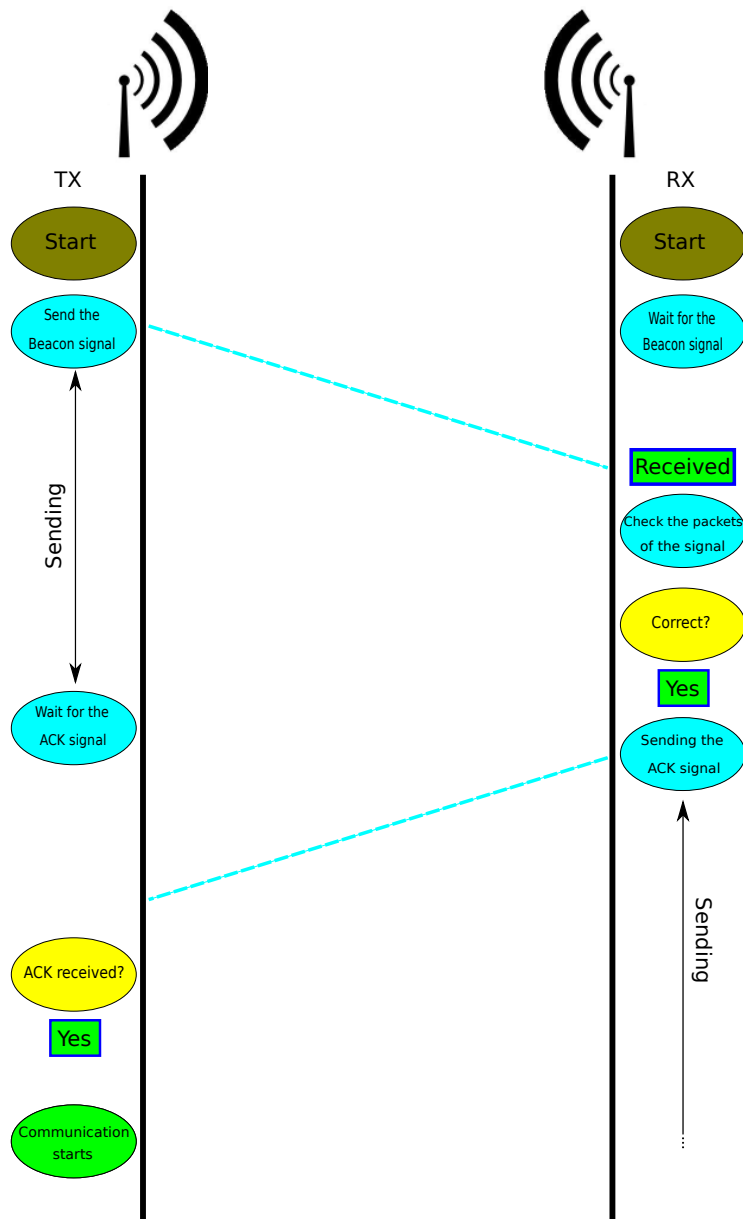 TX
Start
Send the
Beacon signal
Sending
Wait for the
ACK signal
ACK received?
Yes
Communication
starts
RX
Start
Wait for the
Beacon signal
Received
Check the packets
of the signal
Correct?
Yes
Sending the
ACK signal
Sending
...